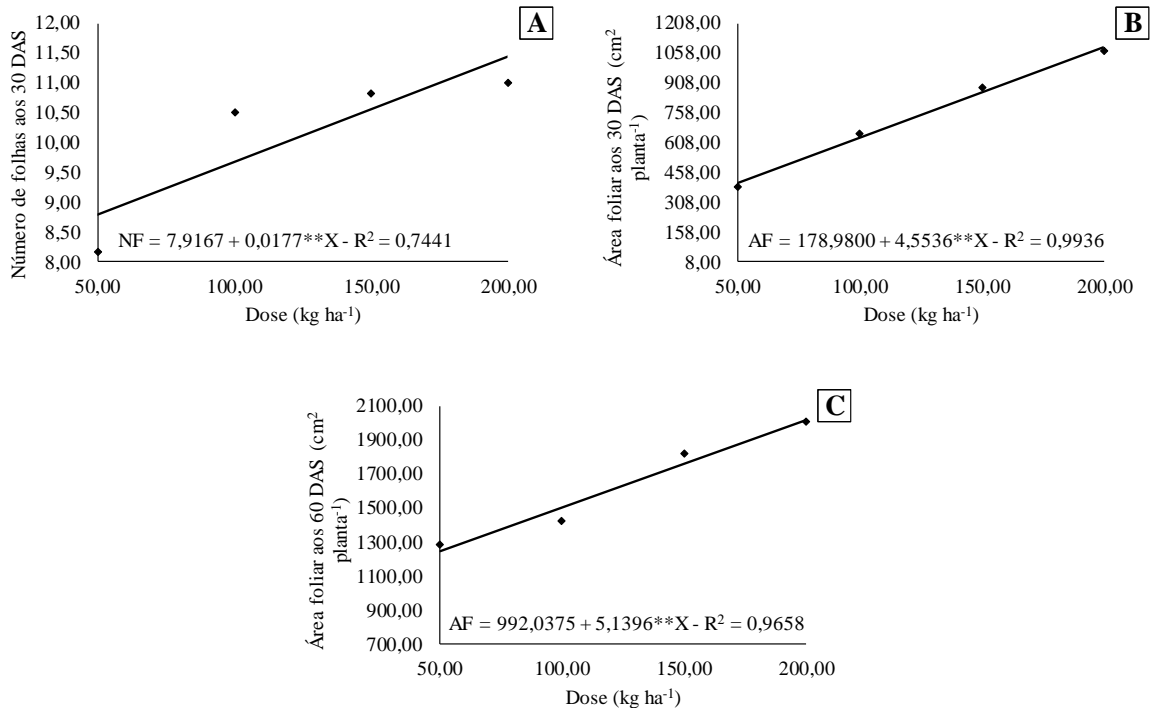 A
Número de folhas aos 30 DAS
12,00
11,50
11,00
10,50
10,00
9,50
9,00
8,50
8,00
NF = 7,9167 + 0,0177**X - R² = 0,7441
50,00 100,00 150,00 200,00
Dose (kg ha⁻¹)
B
Área foliar aos 30 DAS (cm²
planta⁻¹)
1208,00
1058,00
908,00
758,00
608,00
458,00
308,00
158,00
8,00
AF = 178,9800 + 4,5536**X - R² = 0,9936
50,00 100,00 150,00 200,00
Dose (kg ha⁻¹)
C
Área foliar aos 60 DAS (cm²
planta⁻¹)
2100,00
1900,00
1700,00
1500,00
1300,00
1100,00
900,00
700,00
AF = 992,0375 + 5,1396**X - R² = 0,9658
50,00 100,00 150,00 200,00
Dose (kg ha⁻¹)